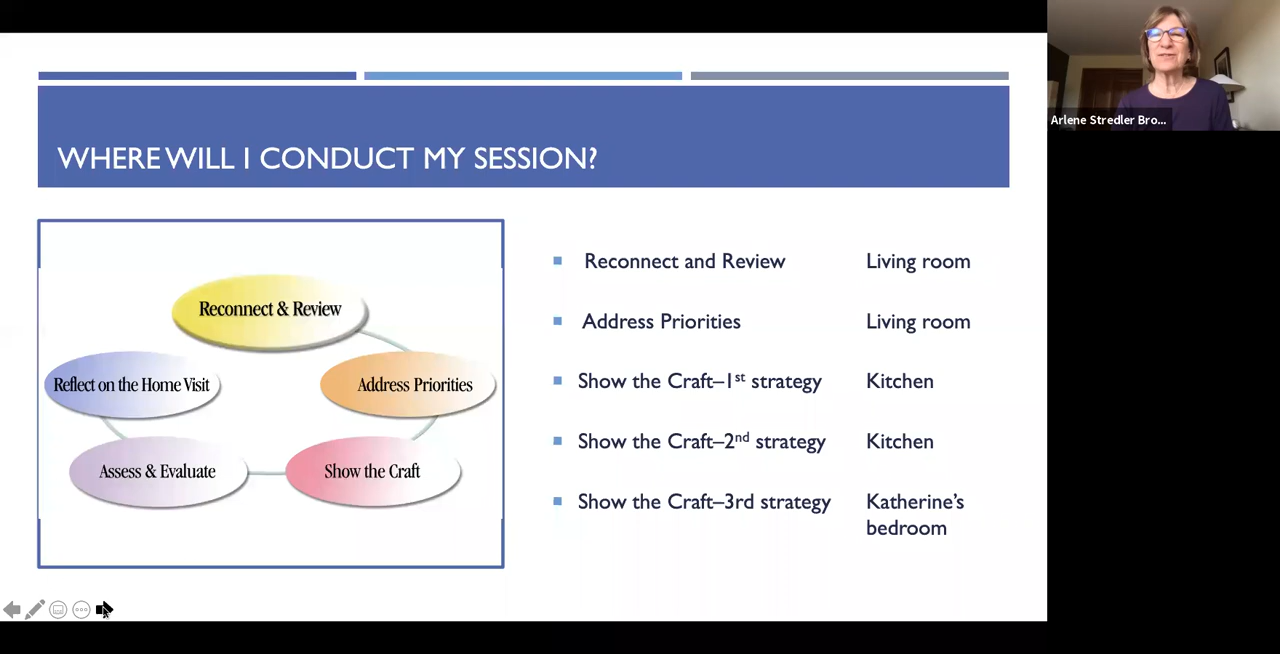 Arlene Stredler Bro...
WHERE WILL I CONDUCT MY SESSION?
Reconnect & Review
Reflect on the Home Visit
Address Priorities
Assess & Evaluate
Show the Craft
Reconnect and Review Living room
Address Priorities Living room
Show the Craft–1st strategy Kitchen
Show the Craft–2nd strategy Kitchen
Show the Craft–3rd strategy Katherine's
bedroom